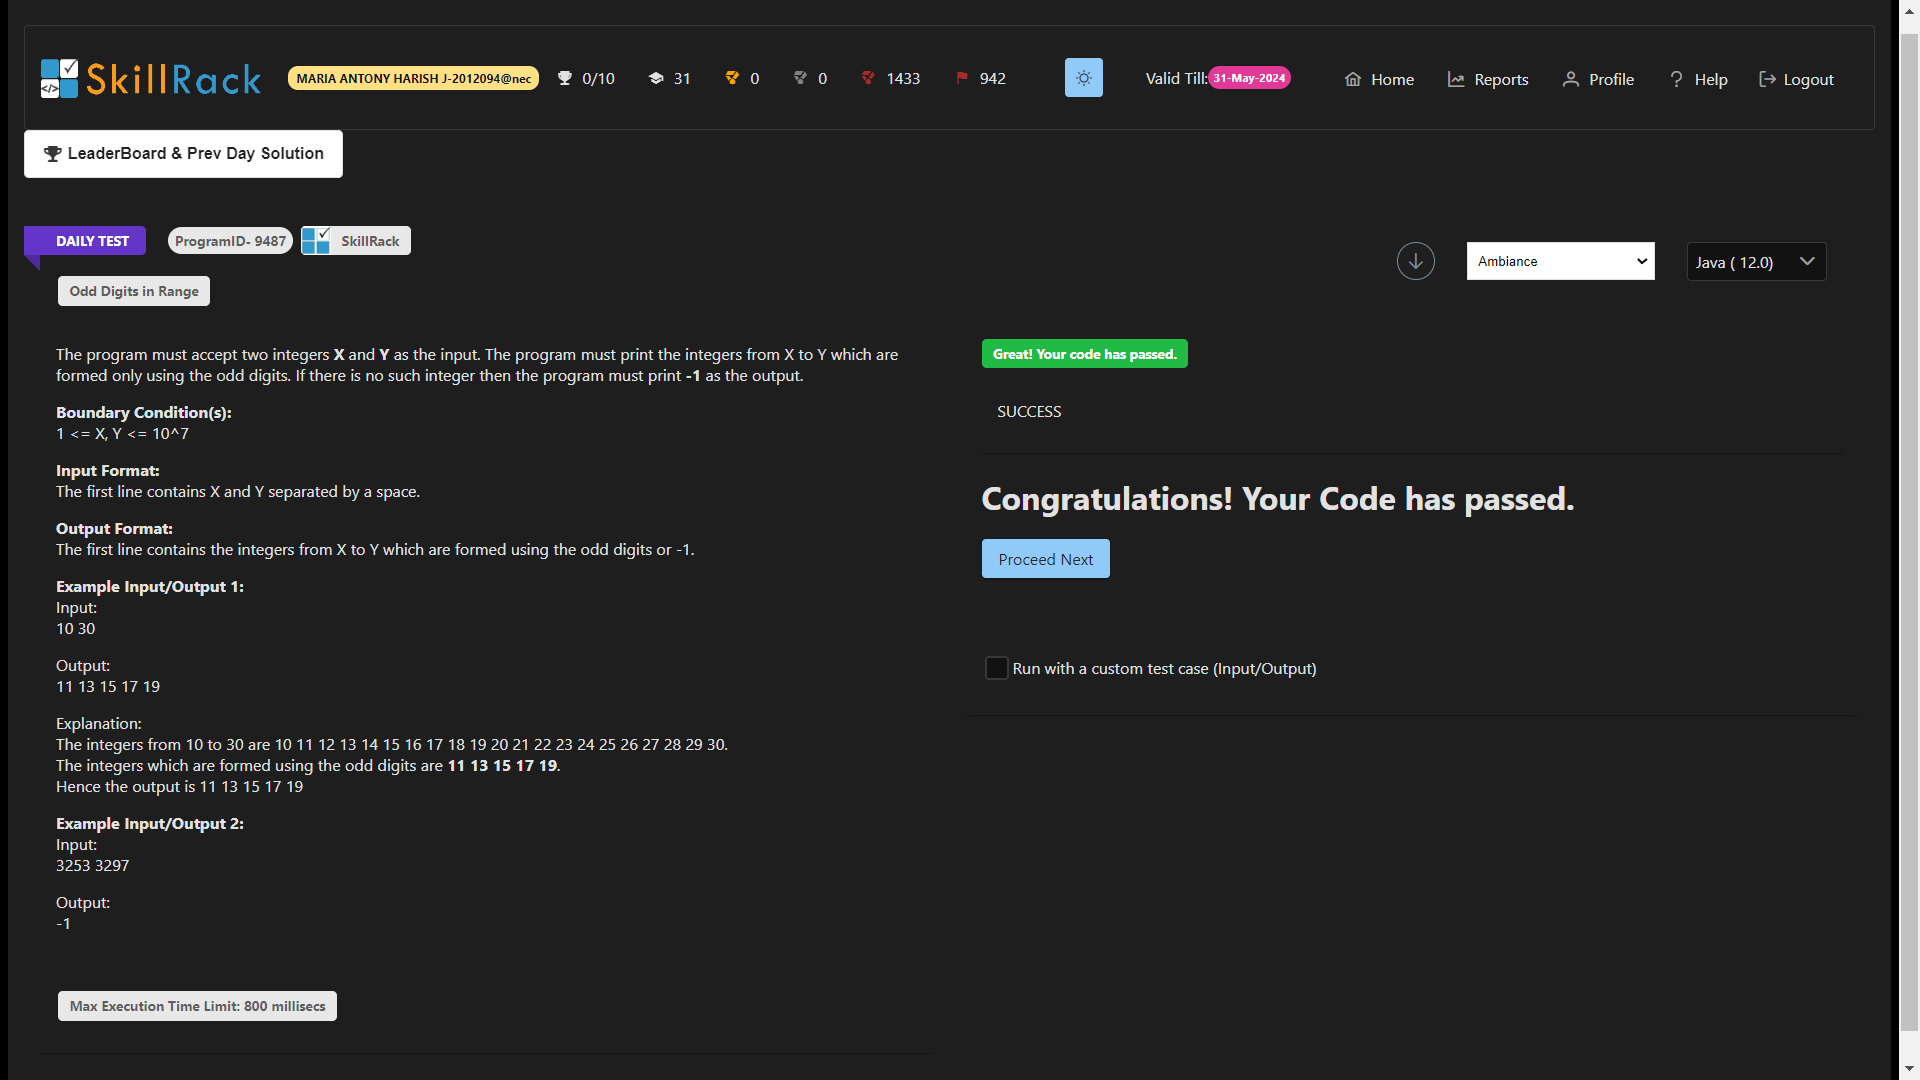 SkillRack
MARIA ANTONY HARISH J-2012094@nec
0/10
31
0
0
1433
942
Valid Till: 31-May-2024
Home
Reports
Profile
Help
Logout
LeaderBoard & Prev Day Solution
DAILY TEST
ProgramID- 9487
SkillRack
Ambiance
Java ( 12.0)
Odd Digits in Range
The program must accept two integers X and Y as the input. The program must print the integers from X to Y which are
formed only using the odd digits. If there is no such integer then the program must print -1 as the output.
Boundary Condition(s):
1 <= X, Y <= 10^7
Input Format:
The first line contains X and Y separated by a space.
Output Format:
The first line contains the integers from X to Y which are formed using the odd digits or -1.
Example Input/Output 1:
Input:
10 30
Output:
11 13 15 17 19
Explanation:
The integers from 10 to 30 are 10 11 12 13 14 15 16 17 18 19 20 21 22 23 24 25 26 27 28 29 30.
The integers which are formed using the odd digits are 11 13 15 17 19.
Hence the output is 11 13 15 17 19
Example Input/Output 2:
Input:
3253 3297
Output:
-1
Max Execution Time Limit: 800 millisecs
Great! Your code has passed.
SUCCESS
Congratulations! Your Code has passed.
Proceed Next
Run with a custom test case (Input/Output)